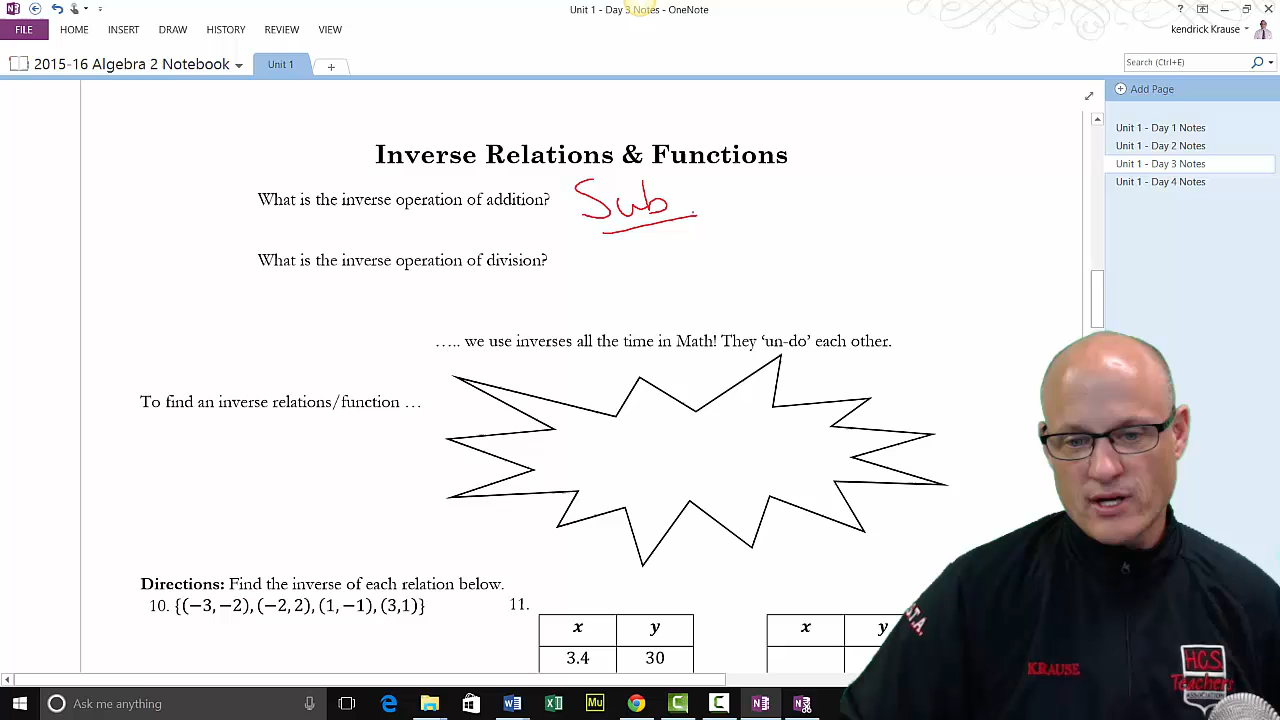 Unit 1 - Day 3 Notes - OneNote
FILE HOME INSERT DRAW HISTORY REVIEW VIEW
kendrick Krause
2015-16 Algebra 2 Notebook Unit 1 +
Search (Ctrl+E)
Add Page
Unit 1 - Day 1 Notes
Unit 1 - Day 2 Notes
Unit 1 - Day 3 Notes
Unit 1 - Day 4 Notes
Inverse Relations & Functions
What is the inverse operation of addition? Sub
What is the inverse operation of division?
….. we use inverses all the time in Math! They ‘un-do’ each other.
To find an inverse relations/function …
Directions: Find the inverse of each relation below.
10. {(−3, −2), (−2, 2), (1, −1), (3,1)} 11.
x y x y
3.4 30
KRAUSE
HCS
Teachers
ASSOCIATION
Ask me anything